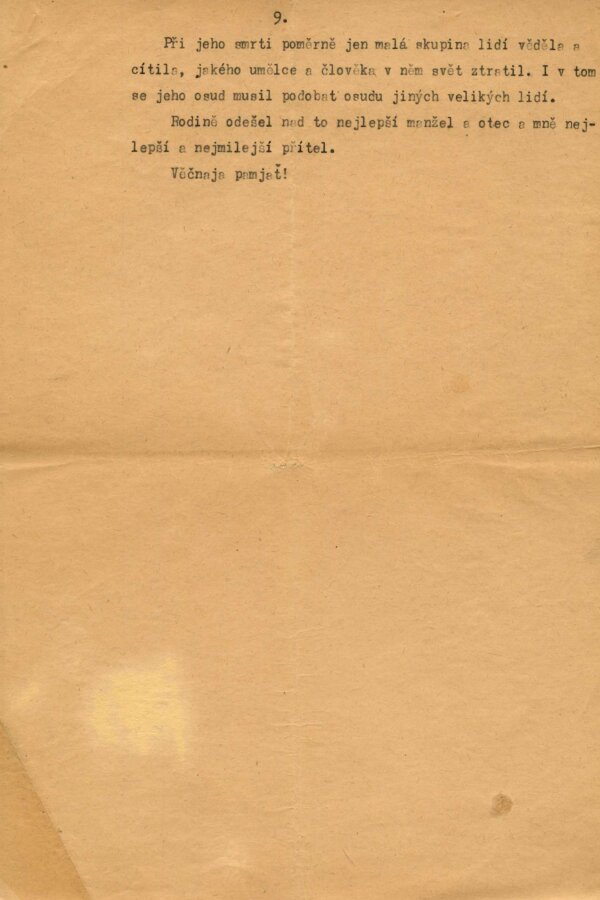 9.
Při jeho smrti poměrně jen malá skupina lidí věděla a
cítila, jakého umělce a člověka v něm svět ztratil. I v tom
se jeho osud musil podobat osudu jiných velikých lidí.
Rodině odešel nad to nejlepší manžel a otec a mně nej-
lepší a nejmilejší přítel.
Věčnaja pamjať!